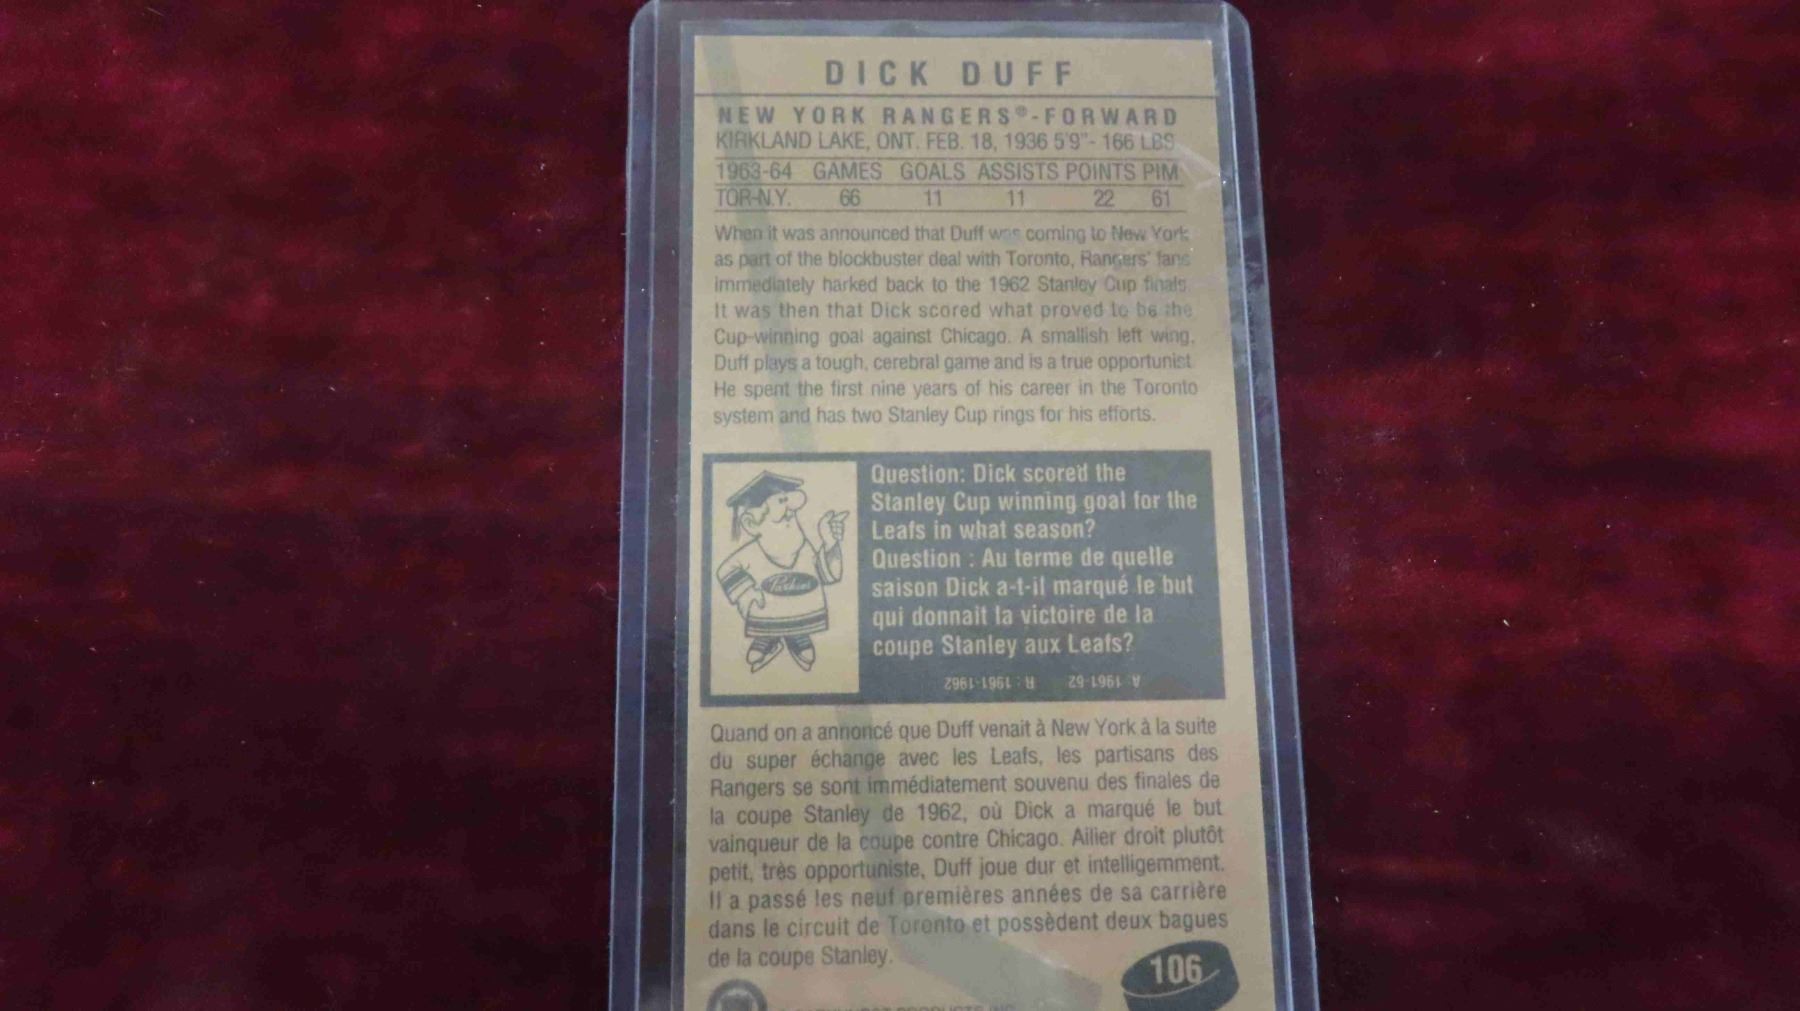 DICK DUFF
NEW YORK RANGERS®-FORWARD
KIRKLAND LAKE, ONT. FEB. 18, 1936 5'9"- 166 LBS
1963-64 GAMES GOALS ASSISTS POINTS PIM
TOR-N.Y. 66 11 11 22 61
When it was announced that Duff was coming to New York
as part of the blockbuster deal with Toronto, Rangers' fans
immediately harked back to the 1962 Stanley Cup finals.
It was then that Dick scored what proved to be the
Cup-winning goal against Chicago. A smallish left wing,
Duff plays a tough, cerebral game and is a true opportunist.
He spent the first nine years of his career in the Toronto
system and has two Stanley Cup rings for his efforts.
Question: Dick scored the
Stanley Cup winning goal for the
Leafs in what season?
Question : Au terme de quelle
saison Dick a-t-il marqué le but
qui donnait la victoire de la
coupe Stanley aux Leafs?
A: 1961-62 R : 1961-1962
Quand on a annoncé que Duff venait à New York à la suite
du super échange avec les Leafs, les partisans des
Rangers se sont immédiatement souvenu des finales de
la coupe Stanley de 1962, où Dick a marqué le but
vainqueur de la coupe contre Chicago. Ailier droit plutôt
petit, très opportuniste, Duff joue dur et intelligemment.
Il a passé les neuf premières années de sa carrière
dans le circuit de Toronto et possèdent deux bagues
de la coupe Stanley.
106
PRODUCTS INC